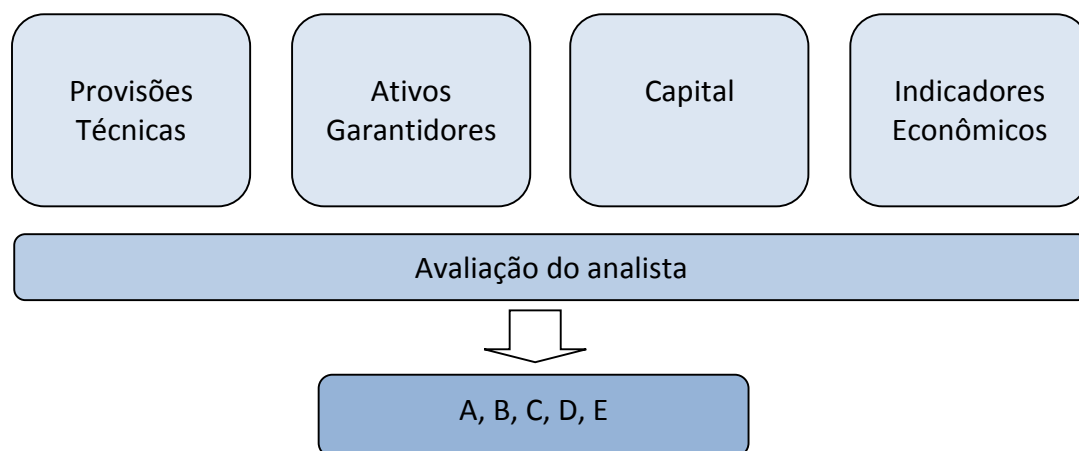 Provisões
Técnicas
Ativos
Garantidores
Capital
Indicadores
Econômicos
Avaliação do analista
A, B, C, D, E